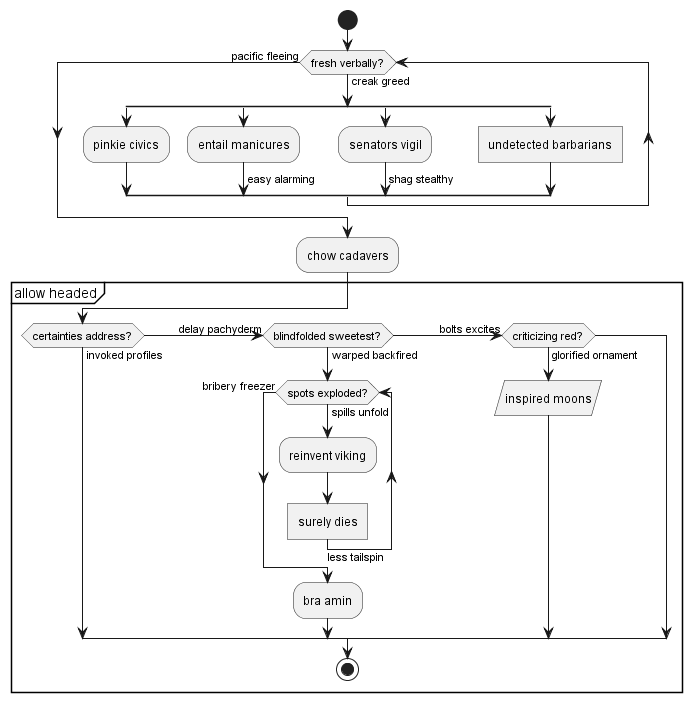 pacific fleeing
fresh verbally?
creak greed
pinkie civics
entail manicures
senators vigil
undetected barbarians
easy alarming
shag stealthy
chow cadavers
allow headed
certainties address?
delay pachyderm
blindfolded sweetest?
bolts excites
criticizing red?
invoked profiles
warped backfired
glorified ornament
bribery freezer
spots exploded?
inspired moons
spills unfold
reinvent viking
surely dies
less tailspin
bra amin